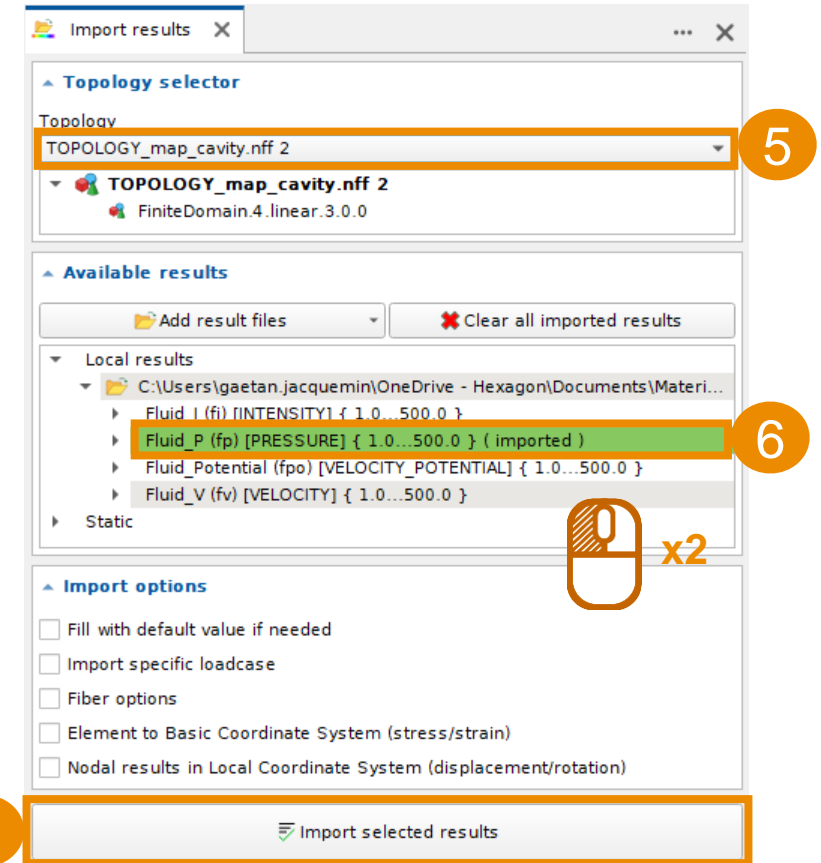 Import results
Topology selector
Topology
TOPOLOGY_map_cavity.nff 2
5
TOPOLOGY_map_cavity.nff 2
FiniteDomain.4.linear.3.0.0
Available results
Add result files
Clear all imported results
Local results
C:\Users\gaetan.jacquemin\OneDrive - Hexagon\Documents\Materi...
Fluid_I (fi) [INTENSITY] { 1.0...500.0 }
Fluid_P (fp) [PRESSURE] { 1.0...500.0 } ( imported )
6
Fluid_Potential (fpo) [VELOCITY_POTENTIAL] { 1.0...500.0 }
Fluid_V (fv) [VELOCITY] { 1.0...500.0 }
Static
x2
Import options
Fill with default value if needed
Import specific loadcase
Fiber options
Element to Basic Coordinate System (stress/strain)
Nodal results in Local Coordinate System (displacement/rotation)
Import selected results